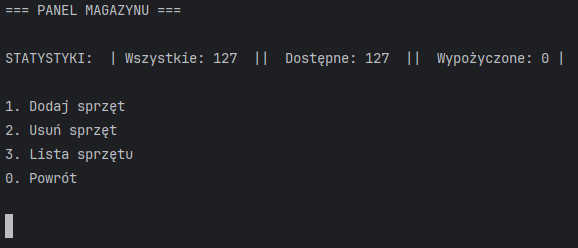 === PANEL MAGAZYNU ===
STATYSTYKI:  | Wszystkie: 127  ||  Dostępne: 127  ||  Wypożyczone: 0 |
1. Dodaj sprzęt
2. Usuń sprzęt
3. Lista sprzętu
0. Powrót